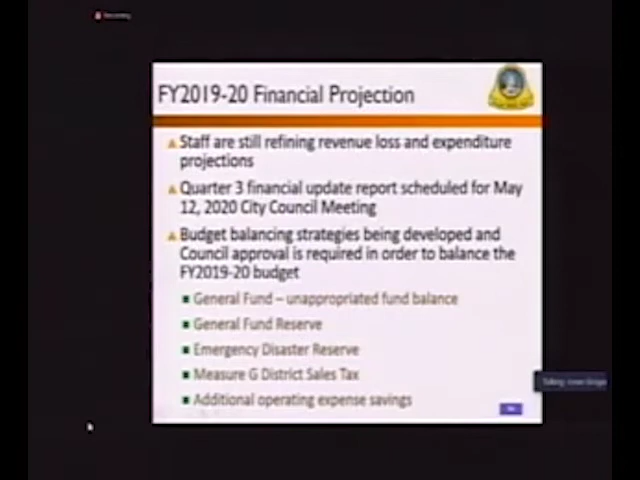 FY2019-20 Financial Projection
Staff are still refining revenue loss and expenditure
projections
Quarter 3 financial update report scheduled for May
12, 2020 City Council Meeting
Budget balancing strategies being developed and
Council approval is required in order to balance the
FY2019-20 budget
General Fund – unappropriated fund balance
General Fund Reserve
Emergency Disaster Reserve
Measure G District Sales Tax
Additional operating expense savings